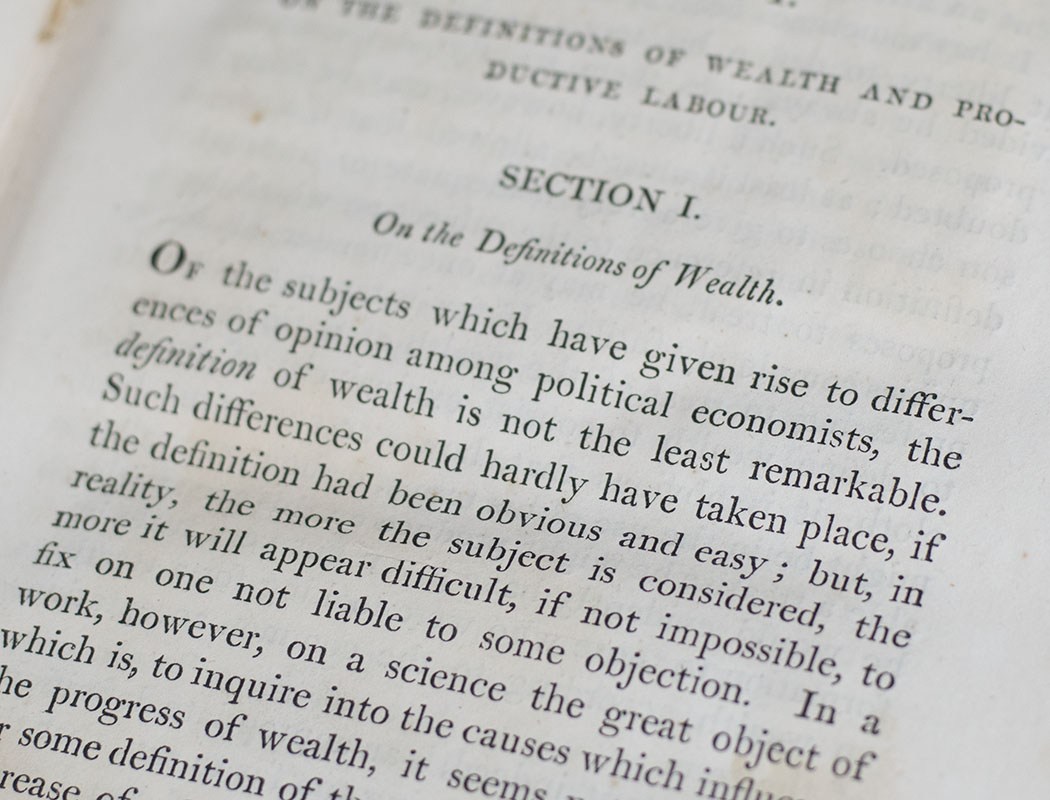 I.
ON THE DEFINITIONS OF WEALTH AND PRO-
DUCTIVE LABOUR.
SECTION I.
On the Definitions of Wealth.
OF the subjects which have given rise to differ-
ences of opinion among political economists, the
definition of wealth is not the least remarkable.
Such differences could hardly have taken place, if
the definition had been obvious and easy; but, in
reality, the more the subject is considered, the
more it will appear difficult, if not impossible, to
fix on one not liable to some objection. In a
work, however, on a science the great object of
which is, to inquire into the causes which influ
he progress of wealth, it seems
r some definition of th
rease of